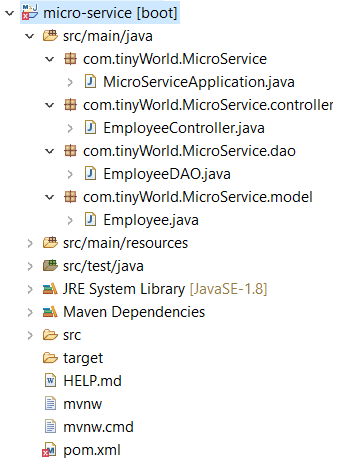 micro-service [boot]
src/main/java
com.tinyWorld.MicroService
MicroServiceApplication.java
com.tinyWorld.MicroService.controller
EmployeeController.java
com.tinyWorld.MicroService.dao
EmployeeDAO.java
com.tinyWorld.MicroService.model
Employee.java
src/main/resources
src/test/java
JRE System Library [JavaSE-1.8]
Maven Dependencies
src
target
HELP.md
mvnw
mvnw.cmd
pom.xml